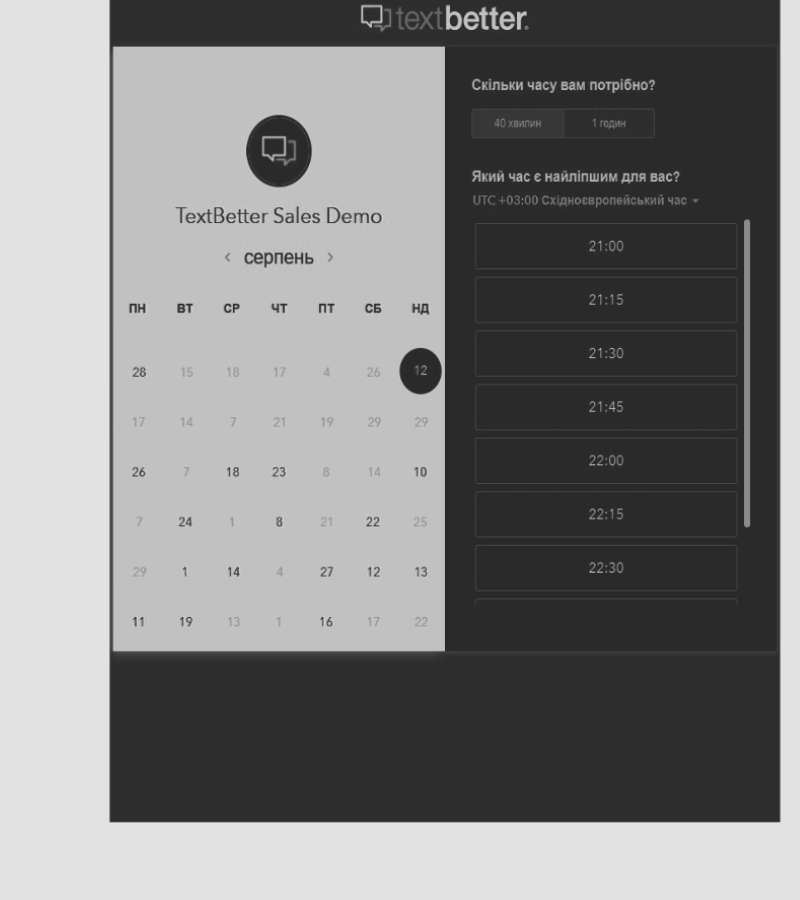 textbetter.
TextBetter Sales Demo
‹ серпень ›
ПН ВТ СР ЧТ ПТ СБ НД
28 15 18 17 4 26 12
17 14 7 21 19 29 29
26 7 18 23 8 14 10
7 24 1 8 21 22 25
29 1 14 4 27 12 13
11 19 13 1 16 17 22
Скільки часу вам потрібно?
40 хвилин 1 годин
Який час є найліпшим для вас?
UTC +03:00 Східноєвропейський час
21:00
21:15
21:30
21:45
22:00
22:15
22:30